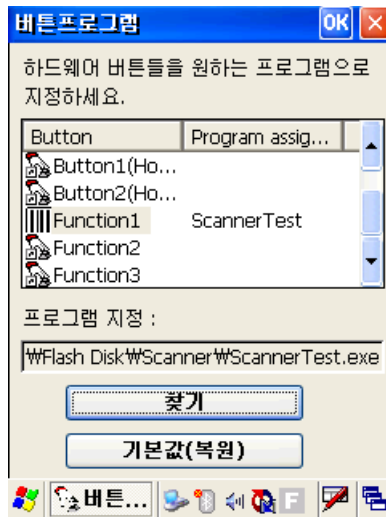 버튼프로그램 OK
하드웨어 버튼들을 원하는 프로그램으로
지정하세요.
Button Program assig...
Button1(Ho...
Button2(Ho...
Function1 ScannerTest
Function2
Function3
프로그램 지정 :
₩Flash Disk₩Scanner₩ScannerTest.exe
찾기
기본값(복원)
버튼... F